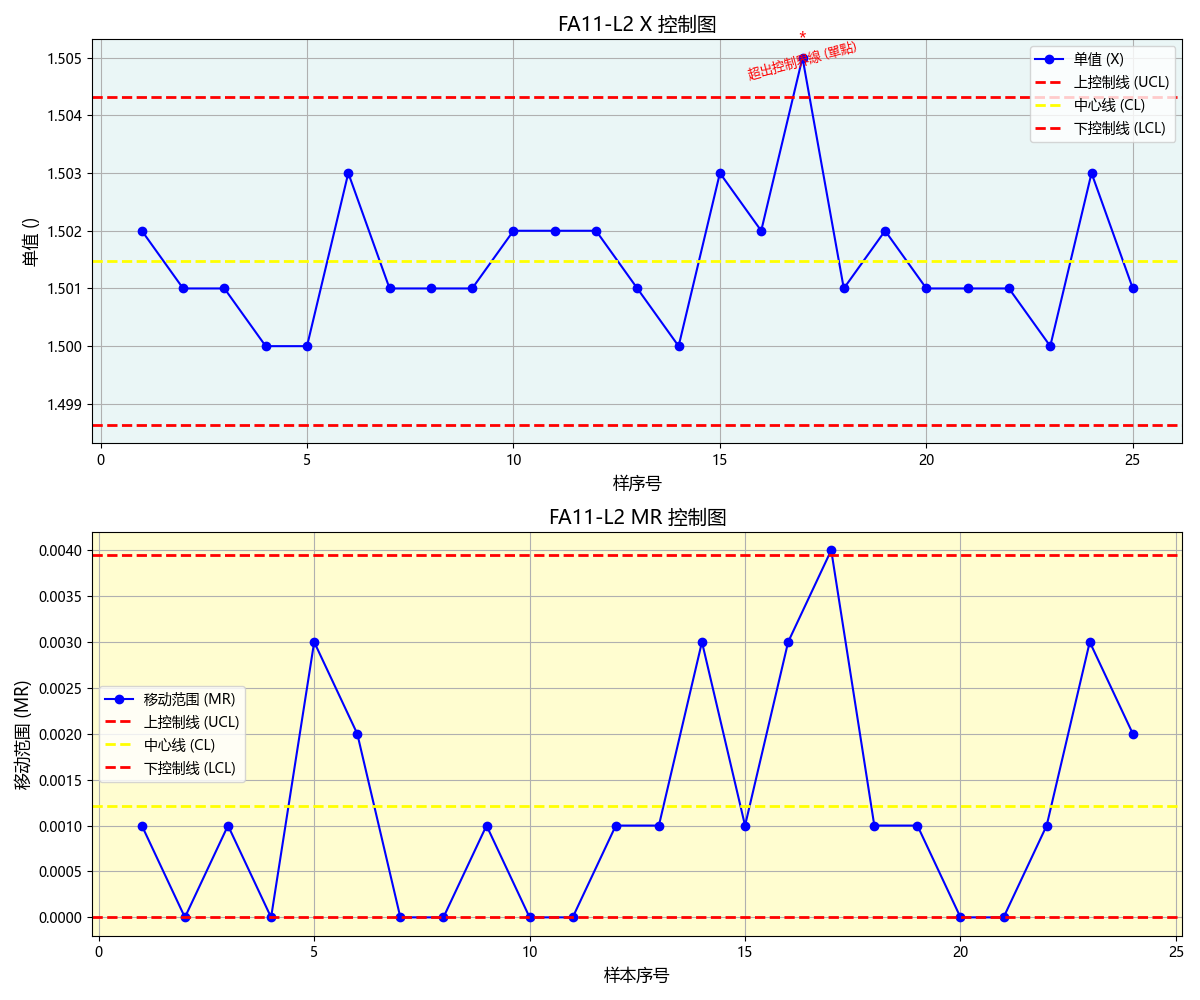 FA11-L2 X 控制图
*
超出控制界線 (單點)
1.505
1.504
1.503
1.502
1.501
1.500
1.499
单值 ()
单值 (X)
上控制线 (UCL)
中心线 (CL)
下控制线 (LCL)
0 5 10 15 20 25
样序号
FA11-L2 MR 控制图
0.0040
0.0035
0.0030
0.0025
0.0020
0.0015
0.0010
0.0005
0.0000
移动范围 (MR)
移动范围 (MR)
上控制线 (UCL)
中心线 (CL)
下控制线 (LCL)
0 5 10 15 20 25
样本序号